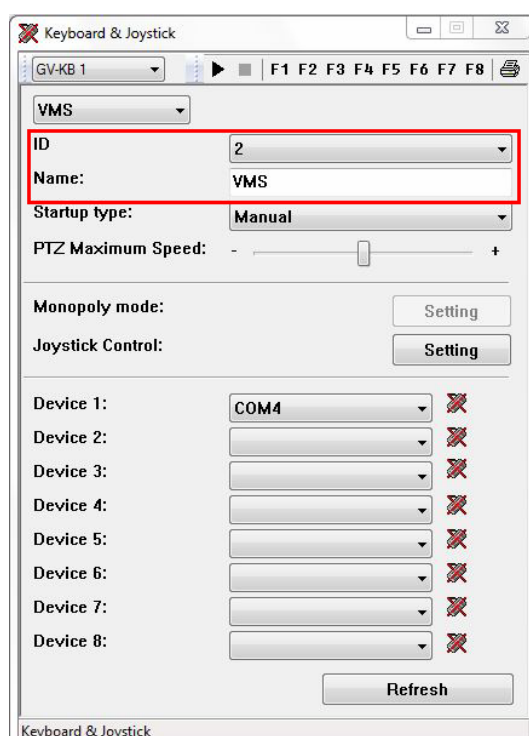 Keyboard & Joystick
GV-KB 1 F1 F2 F3 F4 F5 F6 F7 F8
VMS
ID 2
Name: VMS
Startup type: Manual
PTZ Maximum Speed: - +
Monopoly mode: Setting
Joystick Control: Setting
Device 1: COM4
Device 2:
Device 3:
Device 4:
Device 5:
Device 6:
Device 7:
Device 8:
Refresh
Keyboard & Joystick